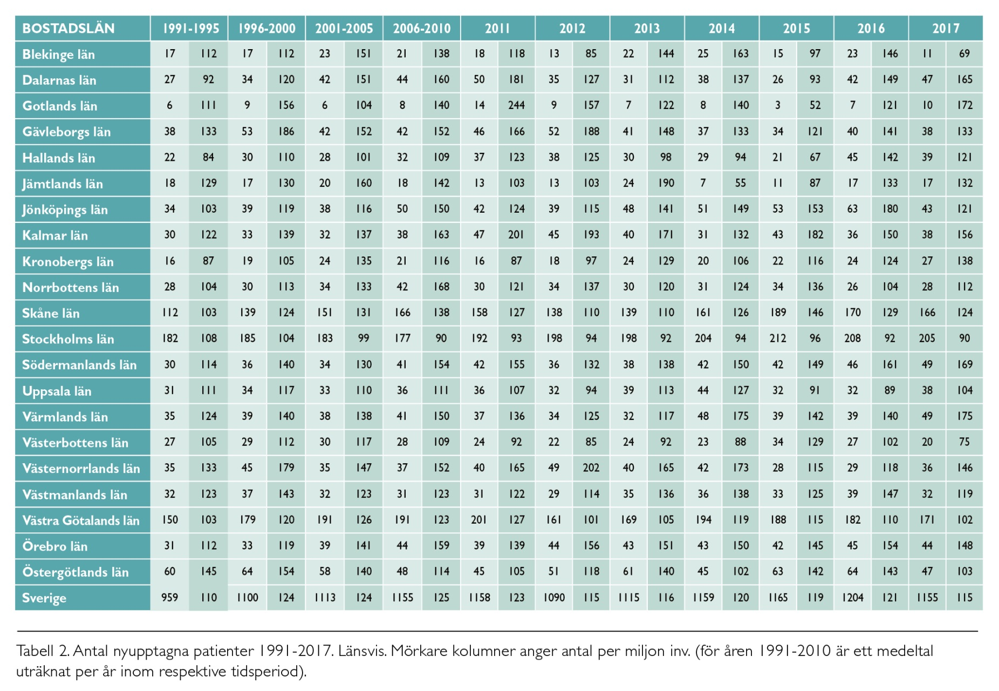 BOSTADSLÄN 1991-1995 1996-2000 2001-2005 2006-2010 2011 2012 2013 2014 2015 2016 2017
Blekinge län 17 112 17 112 23 151 21 138 18 118 13 85 22 144 25 163 15 97 23 146 11 69
Dalarnas län 27 92 34 120 42 151 44 160 50 181 35 127 31 112 38 137 26 93 42 149 47 165
Gotlands län 6 111 9 156 6 104 8 140 14 244 9 157 7 122 8 140 3 52 7 121 10 172
Gävleborgs län 38 133 53 186 42 152 42 152 46 166 52 188 41 148 37 133 34 121 40 141 38 133
Hallands län 22 84 30 110 28 101 32 109 37 123 38 125 30 98 29 94 21 67 45 142 39 121
Jämtlands län 18 129 17 130 20 160 18 142 13 103 13 103 24 190 7 55 11 87 17 133 17 132
Jönköpings län 34 103 39 119 38 116 50 150 42 124 39 115 48 141 51 149 53 153 63 180 43 121
Kalmar län 30 122 33 139 32 137 38 163 47 201 45 193 40 171 31 132 43 182 36 150 38 156
Kronobergs län 16 87 19 105 24 135 21 116 16 87 18 97 24 129 20 106 22 116 24 124 27 138
Norrbottens län 28 104 30 113 34 133 42 168 30 121 34 137 30 120 31 124 34 136 26 104 28 112
Skåne län 112 103 139 124 151 131 166 138 158 127 138 110 139 110 161 126 189 146 170 129 166 124
Stockholms län 182 108 185 104 183 99 177 90 192 93 198 94 198 92 204 94 212 96 208 92 205 90
Södermanlands län 30 114 36 140 34 130 41 154 42 155 36 132 38 138 42 150 42 149 46 161 49 169
Uppsala län 31 111 34 117 33 110 36 111 36 107 32 94 39 113 44 127 32 91 32 89 38 104
Värmlands län 35 124 39 140 38 138 41 150 37 136 34 125 32 117 48 175 39 142 39 140 49 175
Västerbottens län 27 105 29 112 30 117 28 109 24 92 22 85 24 92 23 88 34 129 27 102 20 75
Västernorrlands län 35 133 45 179 35 147 37 152 40 165 49 202 40 165 42 173 28 115 29 118 36 146
Västmanlands län 32 123 37 143 32 123 31 123 31 122 29 114 35 136 36 138 33 125 39 147 32 119
Västra Götalands län 150 103 179 120 191 126 191 123 201 127 161 101 169 105 194 119 188 115 182 110 171 102
Örebro län 31 112 33 119 39 141 44 159 39 139 44 156 43 151 43 150 42 145 45 154 44 148
Östergötlands län 60 145 64 154 58 140 48 114 45 105 51 118 61 140 45 102 63 142 64 143 47 103
Sverige 959 110 1100 124 1113 124 1155 125 1158 123 1090 115 1115 116 1159 120 1165 119 1204 121 1155 115
Tabell 2. Antal nyupptagna patienter 1991-2017. Länsvis. Mörkare kolumner anger antal per miljon inv. (för åren 1991-2010 är ett medeltal
uträknat per år inom respektive tidsperiod).